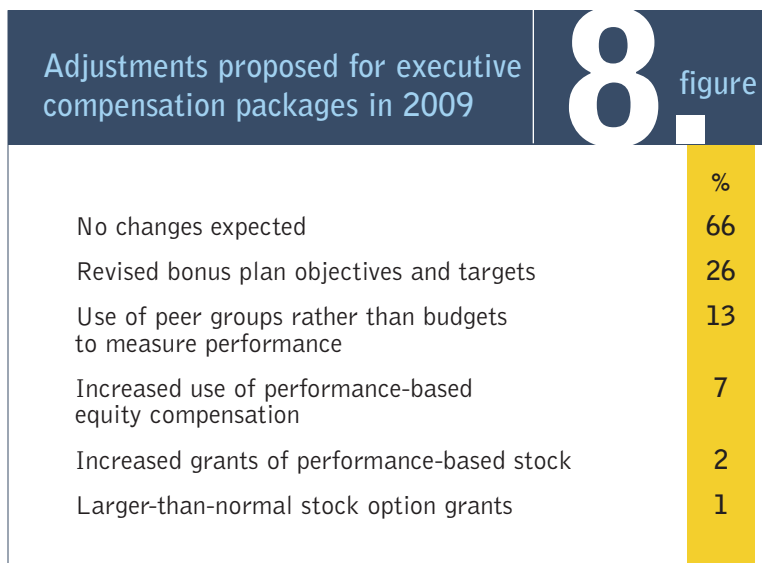 Adjustments proposed for executive
compensation packages in 2009
8.
figure
%
No changes expected 66
Revised bonus plan objectives and targets 26
Use of peer groups rather than budgets 13
to measure performance
Increased use of performance-based 7
equity compensation
Increased grants of performance-based stock 2
Larger-than-normal stock option grants 1